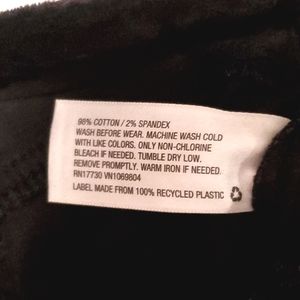 98% COTTON / 2% SPANDEX
WASH BEFORE WEAR. MACHINE WASH COLD
WITH LIKE COLORS. ONLY NON-CHLORINE
BLEACH IF NEEDED. TUMBLE DRY LOW.
REMOVE PROMPTLY. WARM IRON IF NEEDED.
RN17730 VN1069804
LABEL MADE FROM 100% RECYCLED PLASTIC